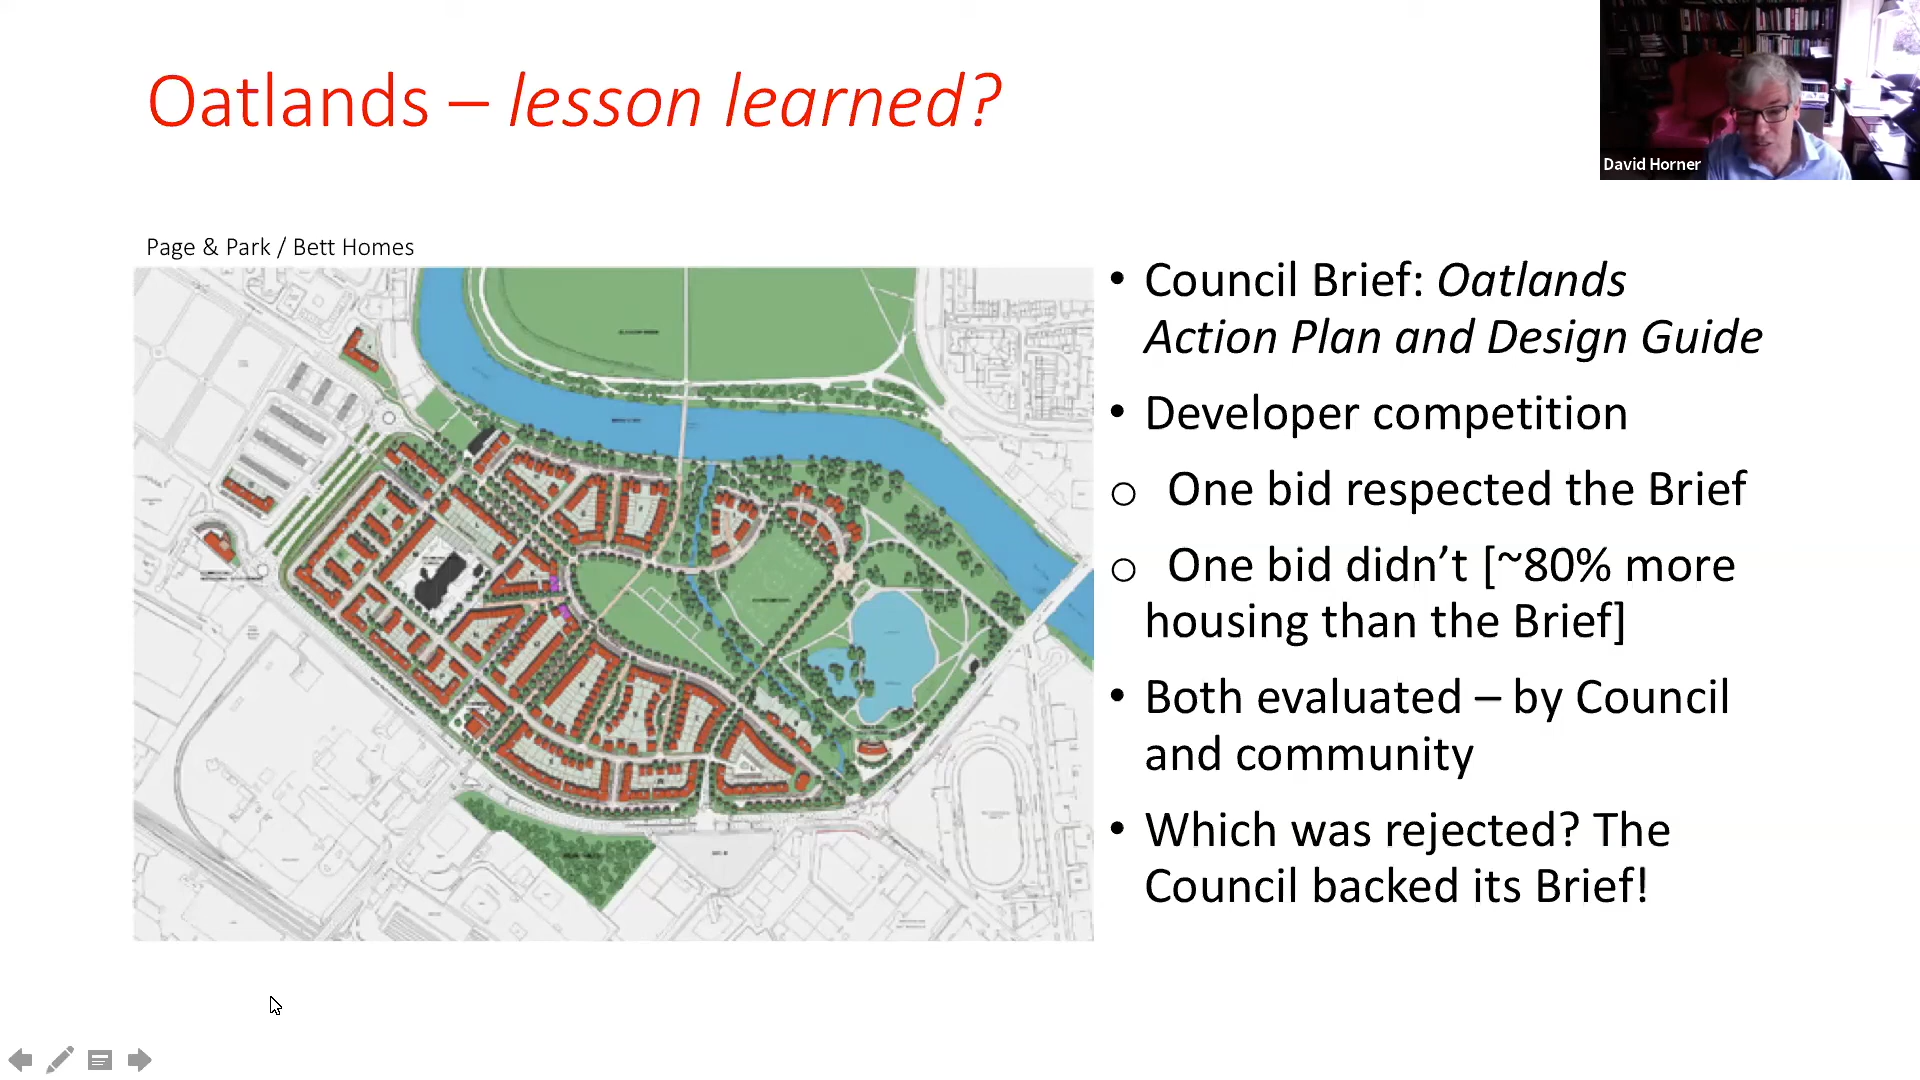 Oatlands – lesson learned?
David Horner
Page & Park / Bett Homes
• Council Brief: Oatlands
Action Plan and Design Guide
• Developer competition
o One bid respected the Brief
o One bid didn’t [~80% more
housing than the Brief]
• Both evaluated – by Council
and community
• Which was rejected? The
Council backed its Brief!